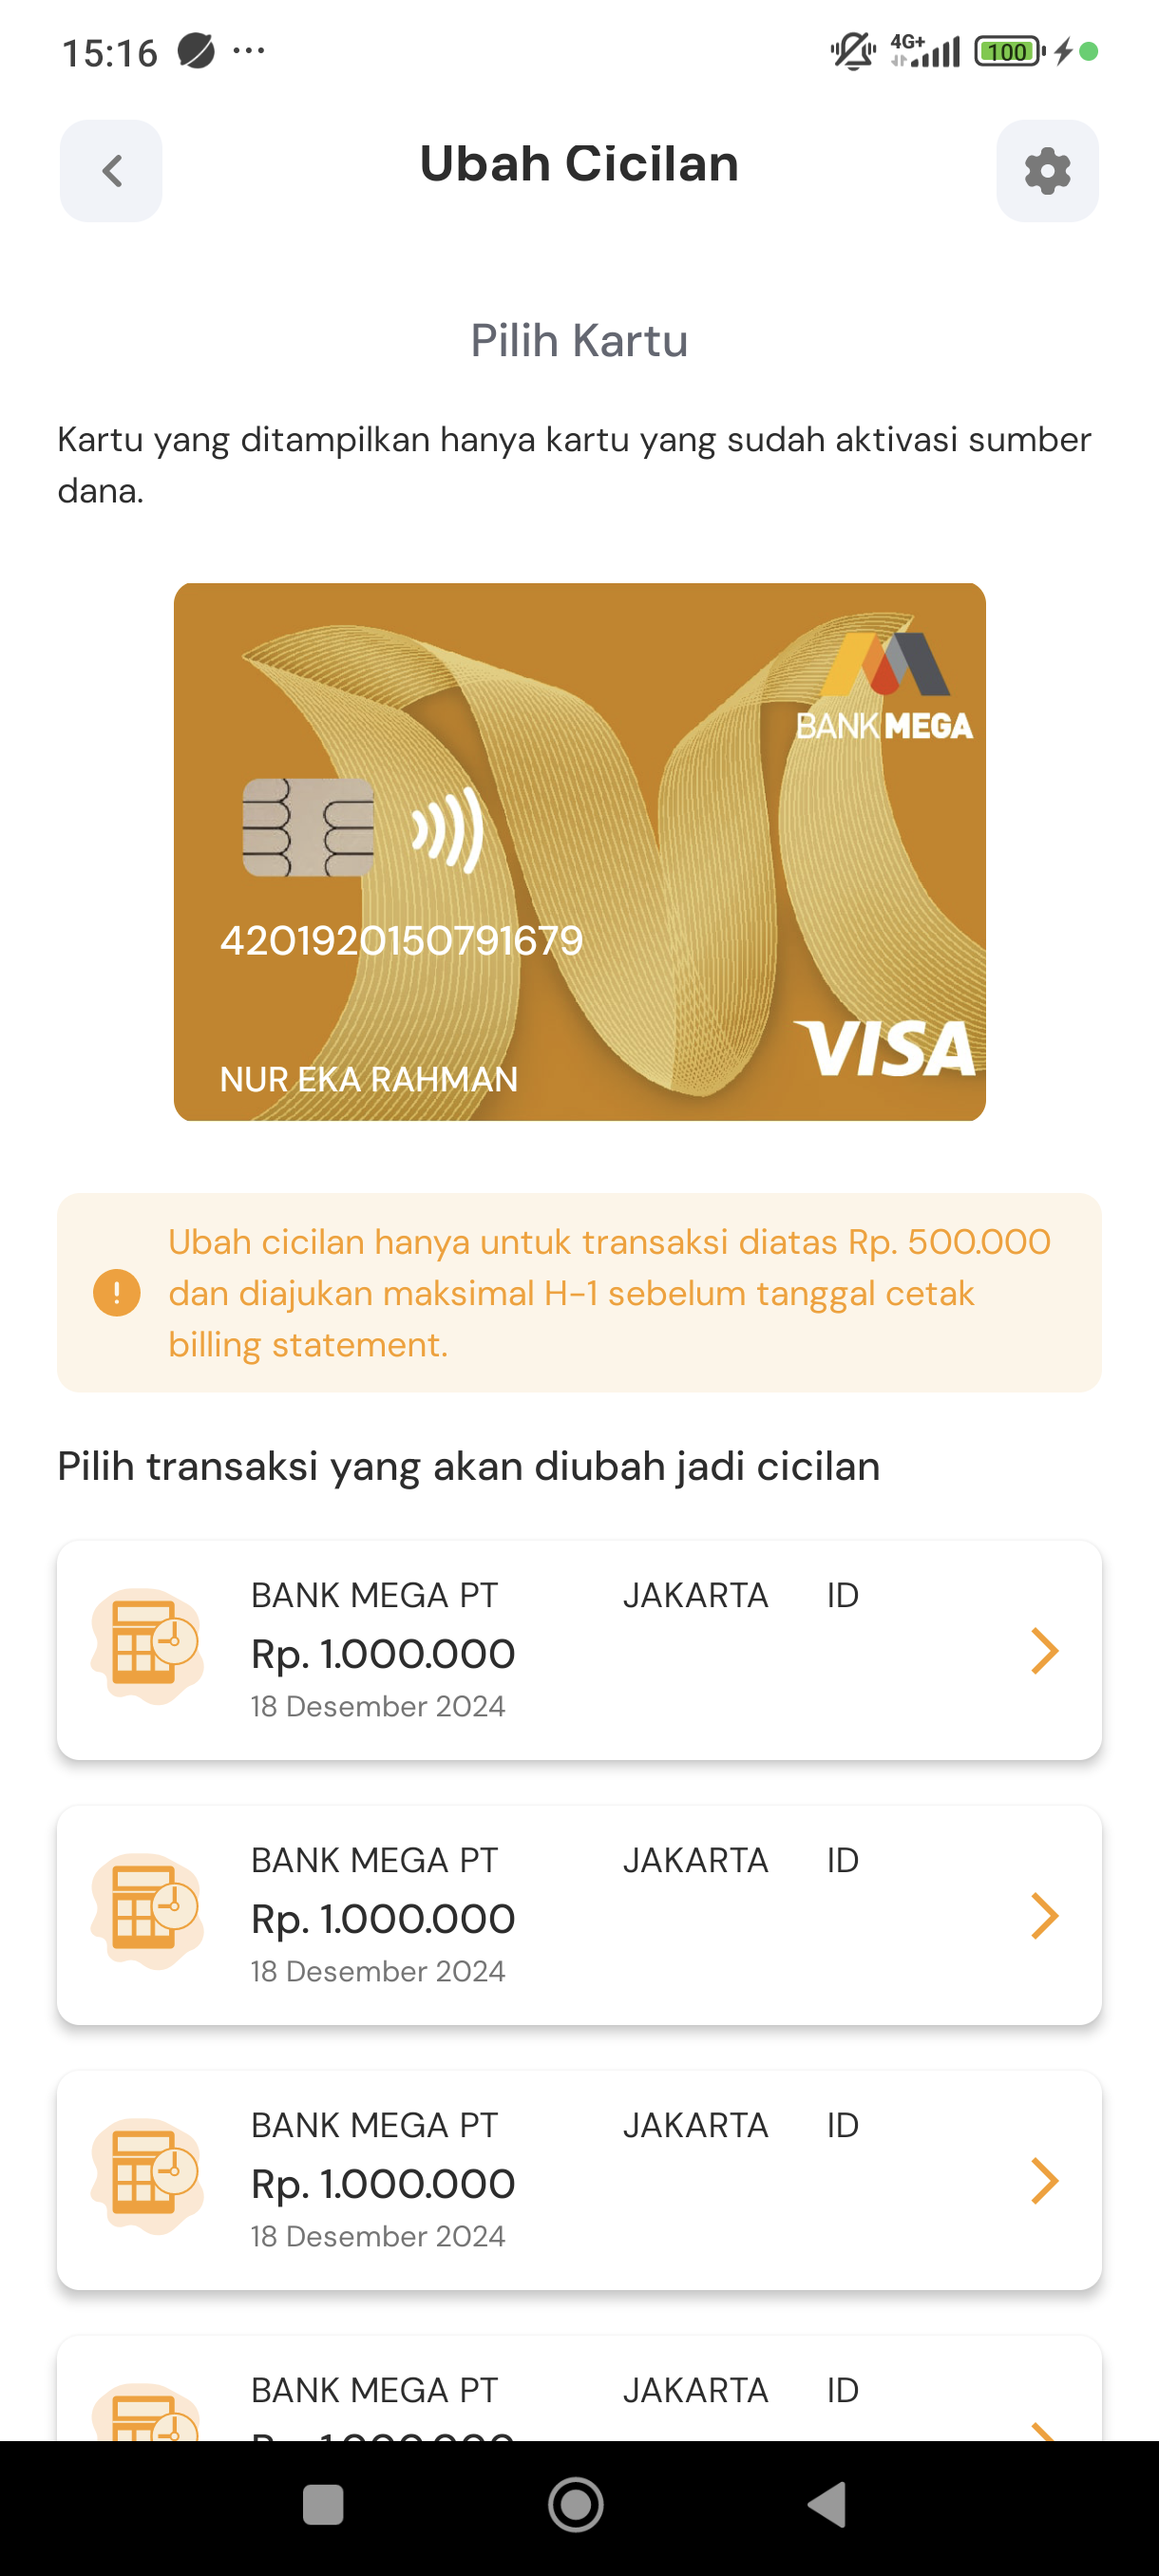 15:16
4G+
100
Ubah Cicilan
Pilih Kartu
Kartu yang ditampilkan hanya kartu yang sudah aktivasi sumber
dana.
BANK MEGA
4201920150791679
VISA
NUR EKA RAHMAN
Ubah cicilan hanya untuk transaksi diatas Rp. 500.000
dan diajukan maksimal H-1 sebelum tanggal cetak
billing statement.
Pilih transaksi yang akan diubah jadi cicilan
BANK MEGA PT JAKARTA ID
Rp. 1.000.000
18 Desember 2024
BANK MEGA PT JAKARTA ID
Rp. 1.000.000
18 Desember 2024
BANK MEGA PT JAKARTA ID
Rp. 1.000.000
18 Desember 2024
BANK MEGA PT JAKARTA ID